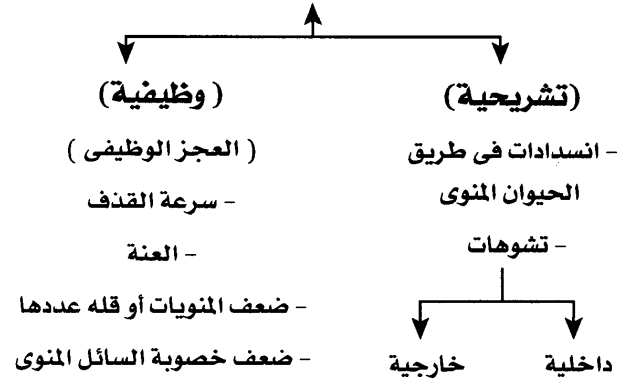 (تشريحية)
- انسدادات فى طريق
الحيوان المنوى
- تشوهات
داخلية
خارجية
( وظيفية)
( العجز الوظيفى )
- سرعة القذف
- العنة
- ضعف المنويات أو قله عددها
- ضعف خصوبة السائل المنوى